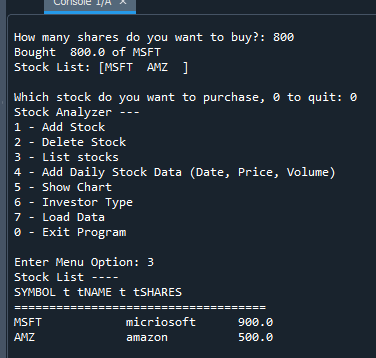 Console 1/A ×
How many shares do you want to buy?: 800
Bought 800.0 of MSFT
Stock List: [MSFT AMZ ]
Which stock do you want to purchase, 0 to quit: 0
Stock Analyzer ---
1 - Add Stock
2 - Delete Stock
3 - List stocks
4 - Add Daily Stock Data (Date, Price, Volume)
5 - Show Chart
6 - Investor Type
7 - Load Data
0 - Exit Program
Enter Menu Option: 3
Stock List ----
SYMBOL t tNAME t tSHARES
===================================
MSFT micriosoft 900.0
AMZ amazon 500.0